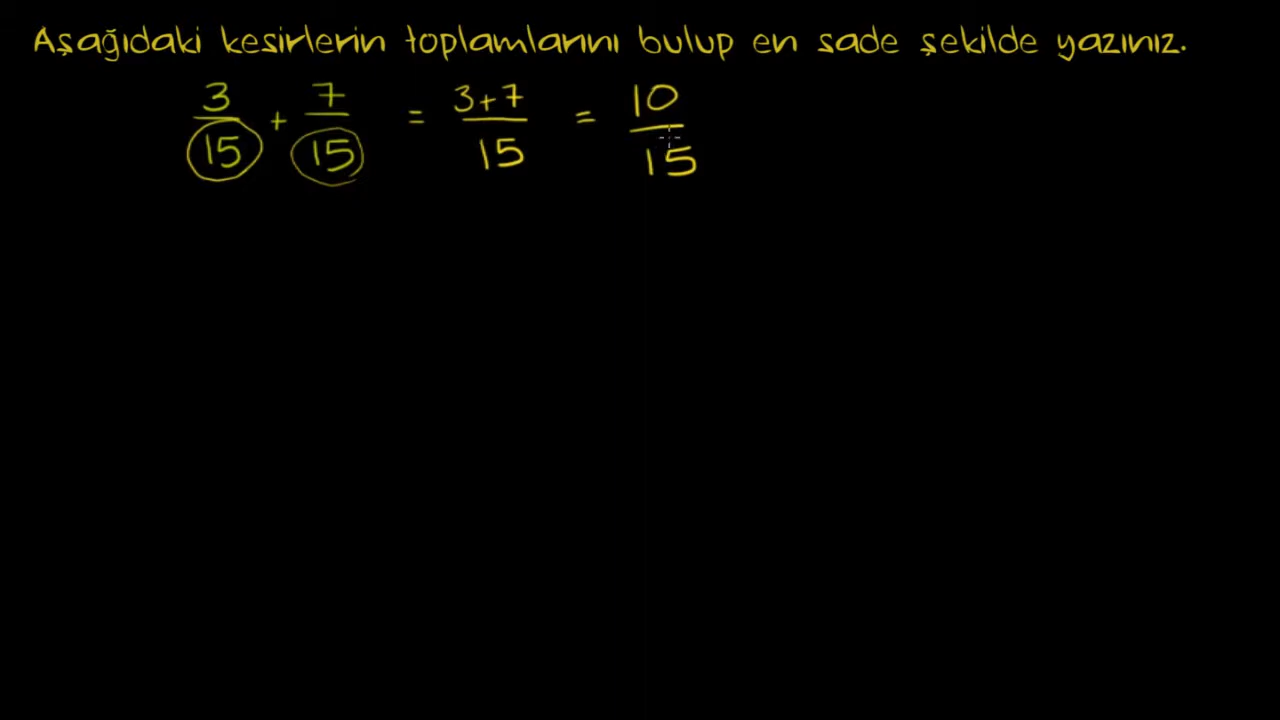 Aşağıdaki kesirlerin toplamlarını bulup en sade şekilde yazınız.
3/15 + 7/15 = 3+7/15 = 10/15